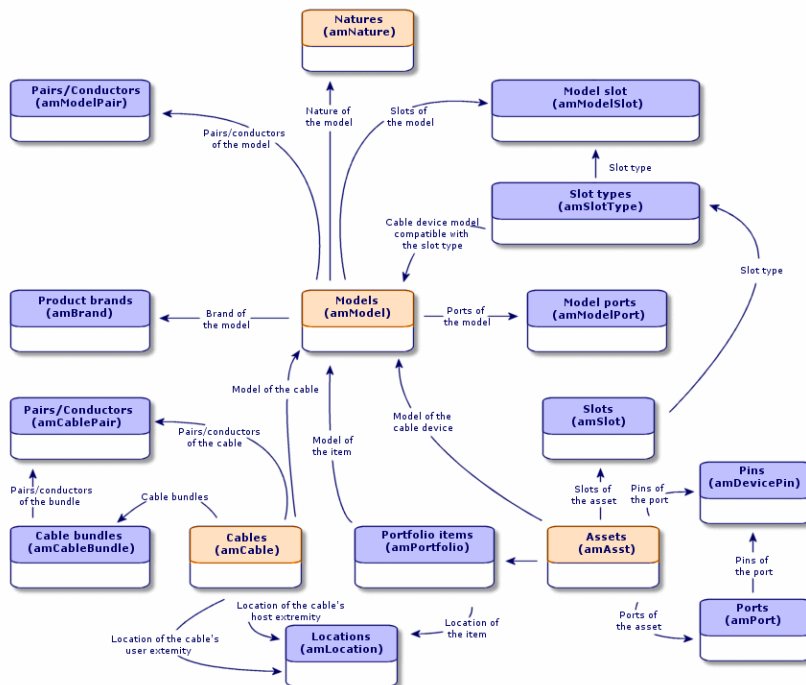 Natures
(amNature)
Pairs/Conductors
(amModelPair)
Model slot
(amModelSlot)
Nature of
the model
Slots of
the model
Pairs/conductors
of the model
Slot type
Slot types
(amSlotType)
Cable device model
compatible with
the slot type
Slot type
Product brands
(amBrand)
Brand of
the model
Models
(amModel)
Ports of
the model
Model ports
(amModelPort)
Model of the cable
Pairs/Conductors
(amCablePair)
Pairs/conductors
of the cable
Model of
the item
Model of the
cable device
Slots
(amSlot)
Pins
(amDevicePin)
Pairs/conductors
of the bundle
Cable bundles
Slots of
the asset
Pins of
the port
Cable bundles
(amCableBundle)
Cables
(amCable)
Portfolio items
(amPortfolio)
Assets
(amAsst)
Pins of
the port
Location of the cable's
host exremity
Location of the cable's
user extemity
Locations
(amLocation)
Location of
the item
Ports of
the asset
Ports
(amPort)